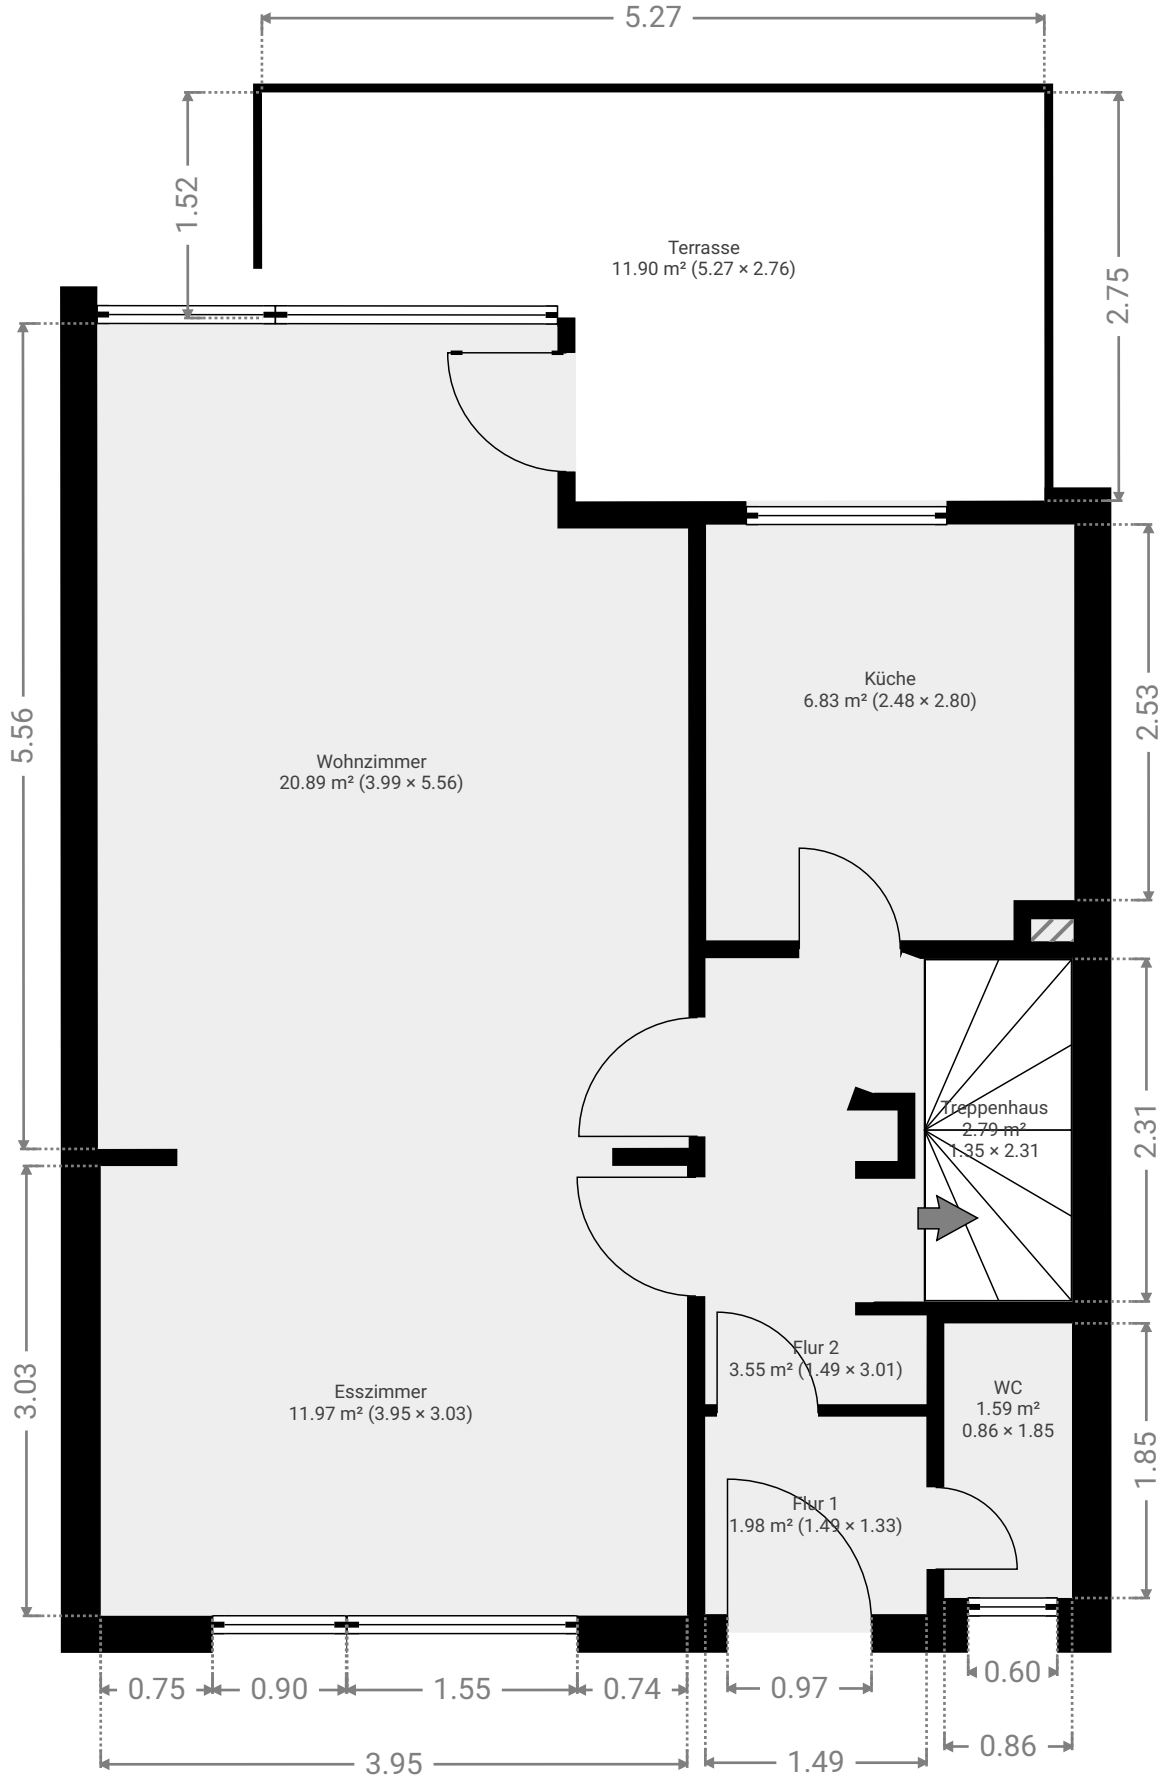 5.27
1.52
Terrasse
11.90 m² (5.27 × 2.76)
2.75
5.56
Küche
6.83 m² (2.48 × 2.80)
2.53
Wohnzimmer
20.89 m² (3.99 × 5.56)
Treppenhaus
2.79 m²
1.35 × 2.31
2.31
Flur 2
3.55 m² (1.49 × 3.01)
3.03
Esszimmer
11.97 m² (3.95 × 3.03)
WC
1.59 m²
0.86 × 1.85
1.85
Flur 1
1.98 m² (1.49 × 1.33)
0.75
0.90
1.55
0.74
0.97
0.60
3.95
1.49
0.86